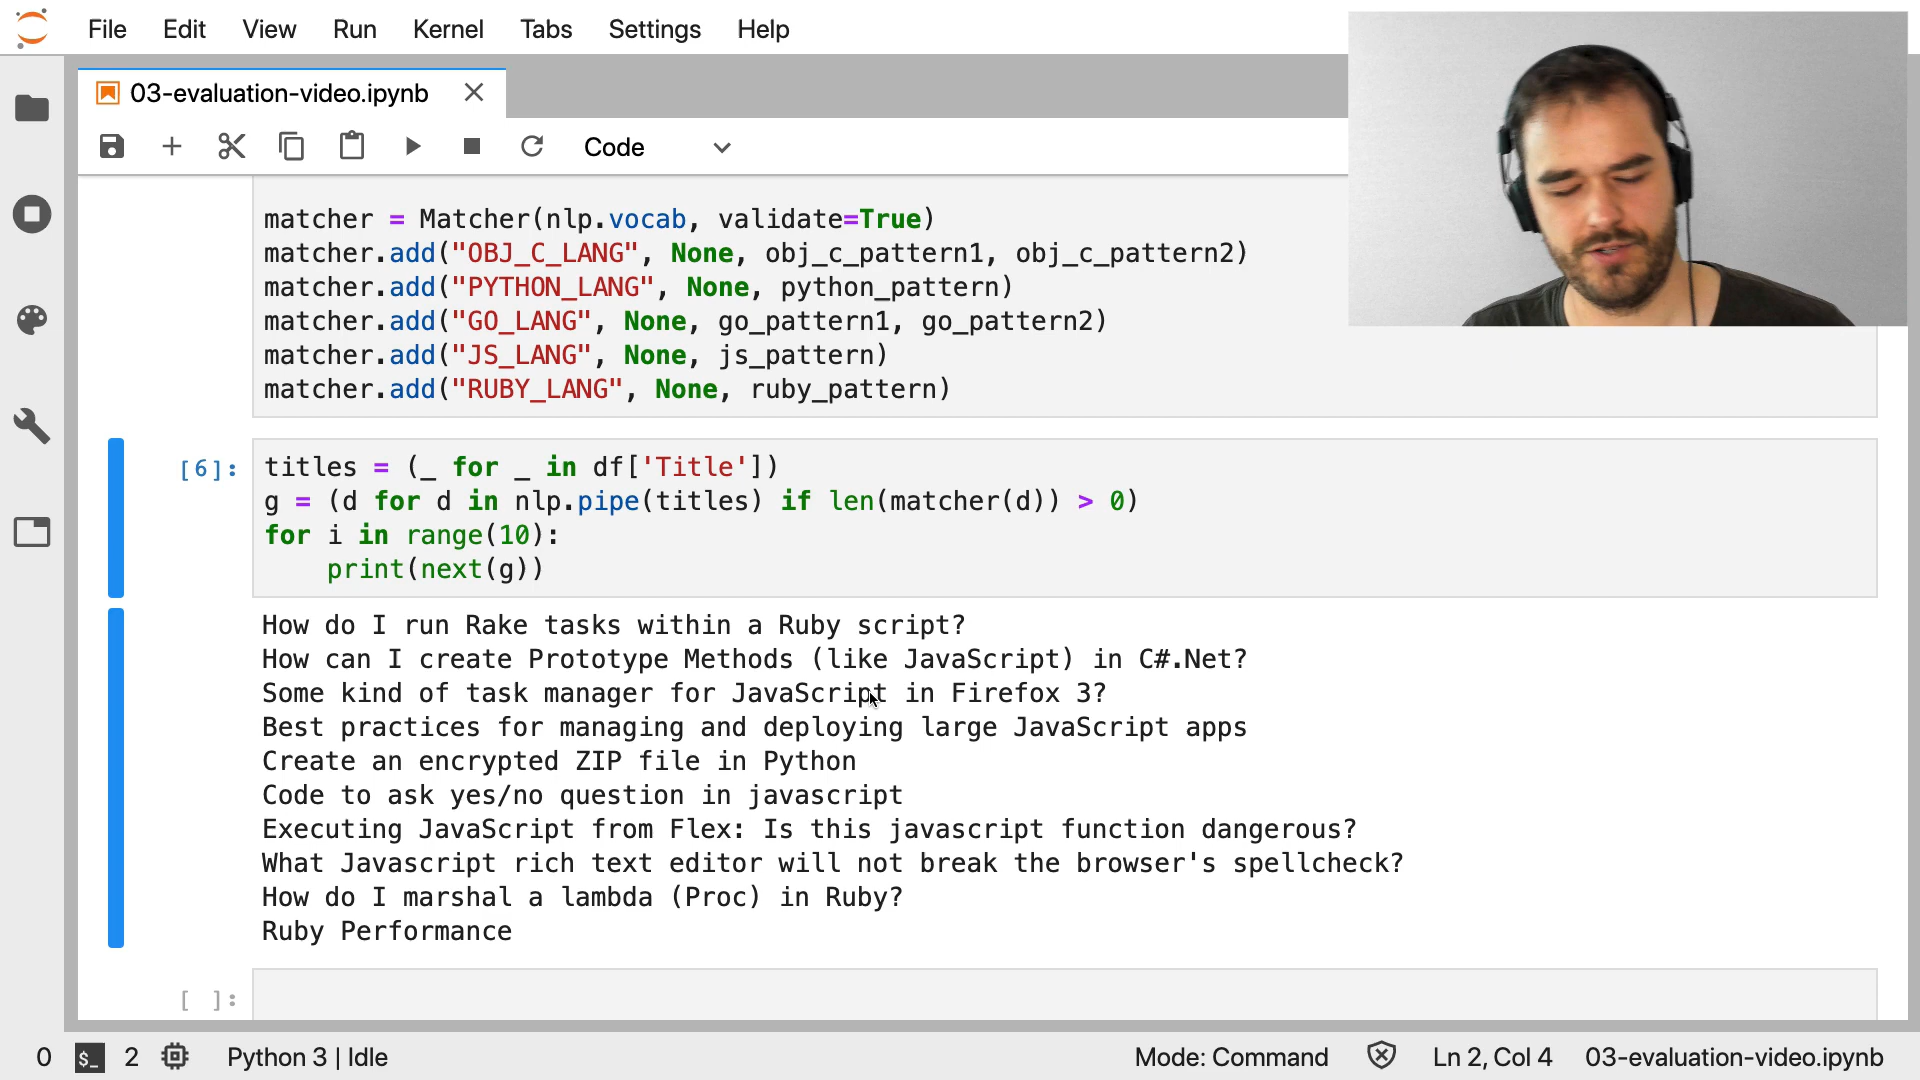 File Edit View Run Kernel Tabs Settings Help
03-evaluation-video.ipynb
Code
matcher = Matcher(nlp.vocab, validate=True)
matcher.add("OBJ_C_LANG", None, obj_c_pattern1, obj_c_pattern2)
matcher.add("PYTHON_LANG", None, python_pattern)
matcher.add("GO_LANG", None, go_pattern1, go_pattern2)
matcher.add("JS_LANG", None, js_pattern)
matcher.add("RUBY_LANG", None, ruby_pattern)
[6]: titles = (_ for _ in df['Title'])
g = (d for d in nlp.pipe(titles) if len(matcher(d)) > 0)
for i in range(10):
    print(next(g))
How do I run Rake tasks within a Ruby script?
How can I create Prototype Methods (like JavaScript) in C#.Net?
Some kind of task manager for JavaScript in Firefox 3?
Best practices for managing and deploying large JavaScript apps
Create an encrypted ZIP file in Python
Code to ask yes/no question in javascript
Executing JavaScript from Flex: Is this javascript function dangerous?
What Javascript rich text editor will not break the browser's spellcheck?
How do I marshal a lambda (Proc) in Ruby?
Ruby Performance
[ ]:
0 $_ 2 Python 3 | Idle Mode: Command Ln 2, Col 4 03-evaluation-video.ipynb